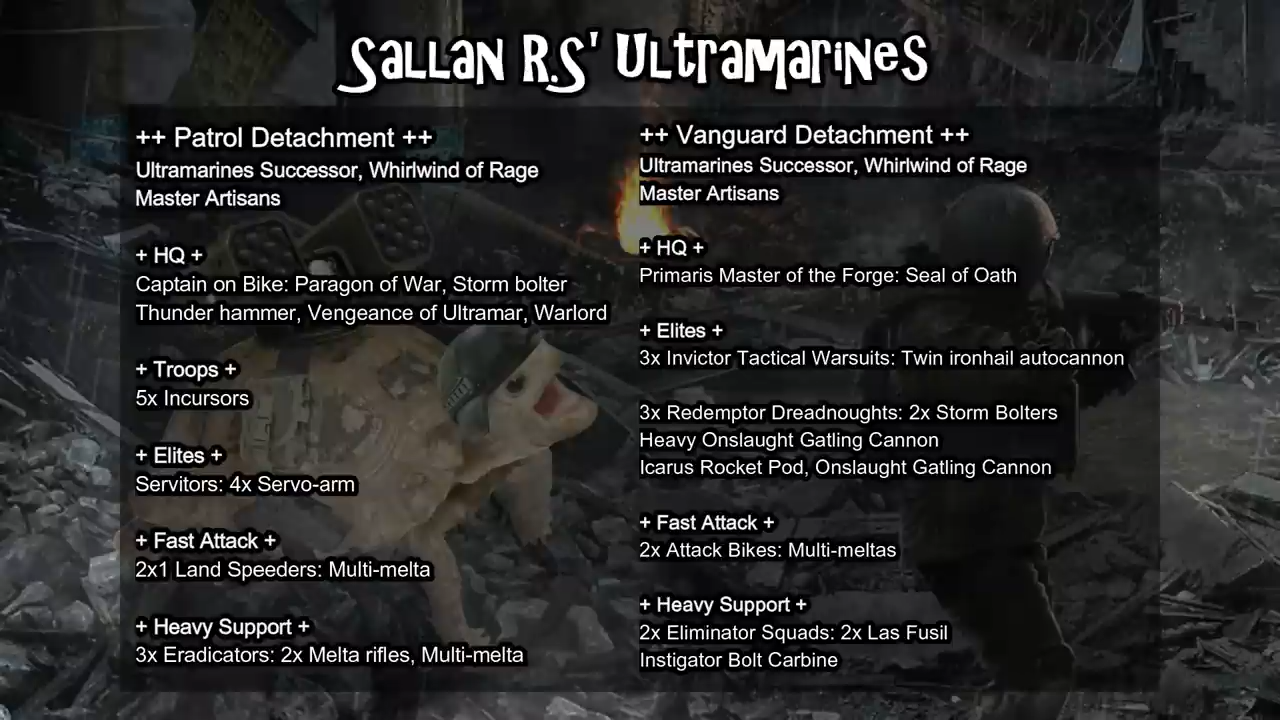 Sallan R.S' Ultramarines
++ Patrol Detachment ++
Ultramarines Successor, Whirlwind of Rage
Master Artisans
+ HQ +
Captain on Bike: Paragon of War, Storm bolter
Thunder hammer, Vengeance of Ultramar, Warlord
+ Troops +
5x Incursors
+ Elites +
Servitors: 4x Servo-arm
+ Fast Attack +
2x1 Land Speeders: Multi-melta
+ Heavy Support +
3x Eradicators: 2x Melta rifles, Multi-melta
++ Vanguard Detachment ++
Ultramarines Successor, Whirlwind of Rage
Master Artisans
+ HQ +
Primaris Master of the Forge: Seal of Oath
+ Elites +
3x Invictor Tactical Warsuits: Twin ironhail autocannon
3x Redemptor Dreadnoughts: 2x Storm Bolters
Heavy Onslaught Gatling Cannon
Icarus Rocket Pod, Onslaught Gatling Cannon
+ Fast Attack +
2x Attack Bikes: Multi-meltas
+ Heavy Support +
2x Eliminator Squads: 2x Las Fusil
Instigator Bolt Carbine